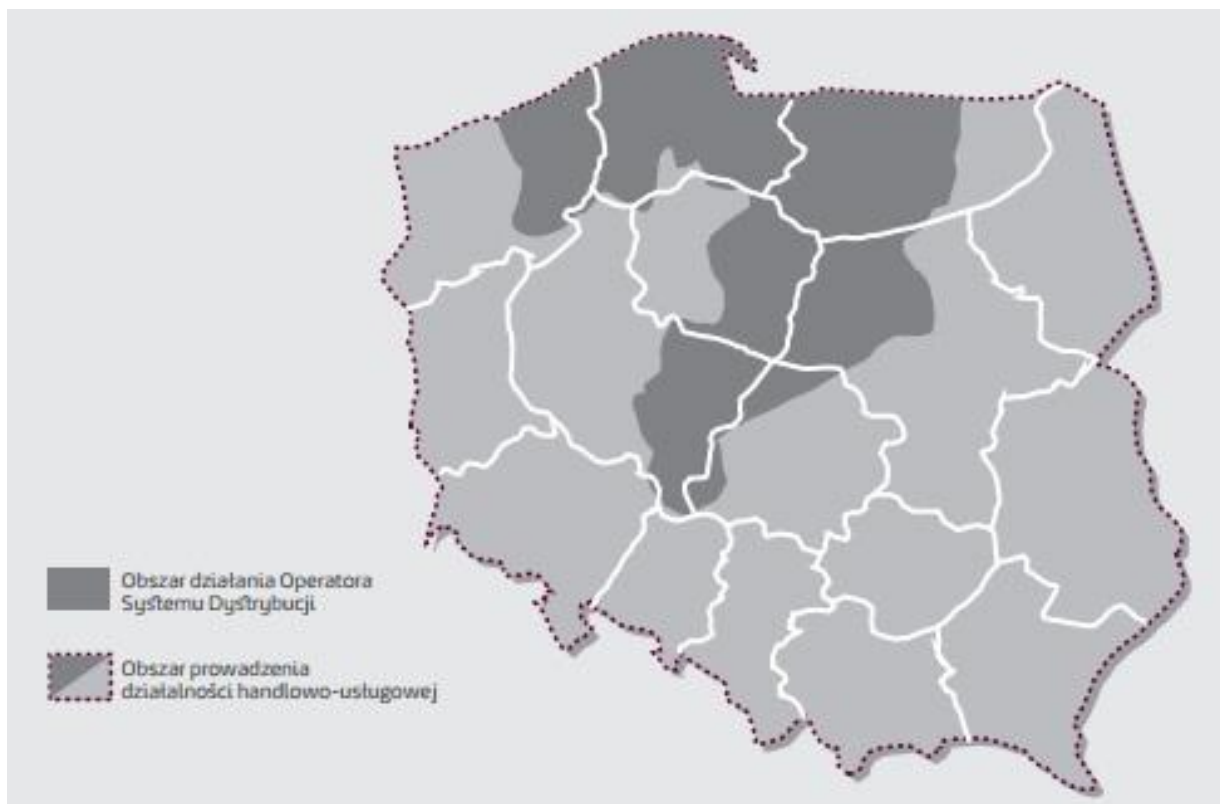 Obszar działania Operatora
Systemu Dystrybucji
Obszar prowadzenia
działalności handlowo-usługowej